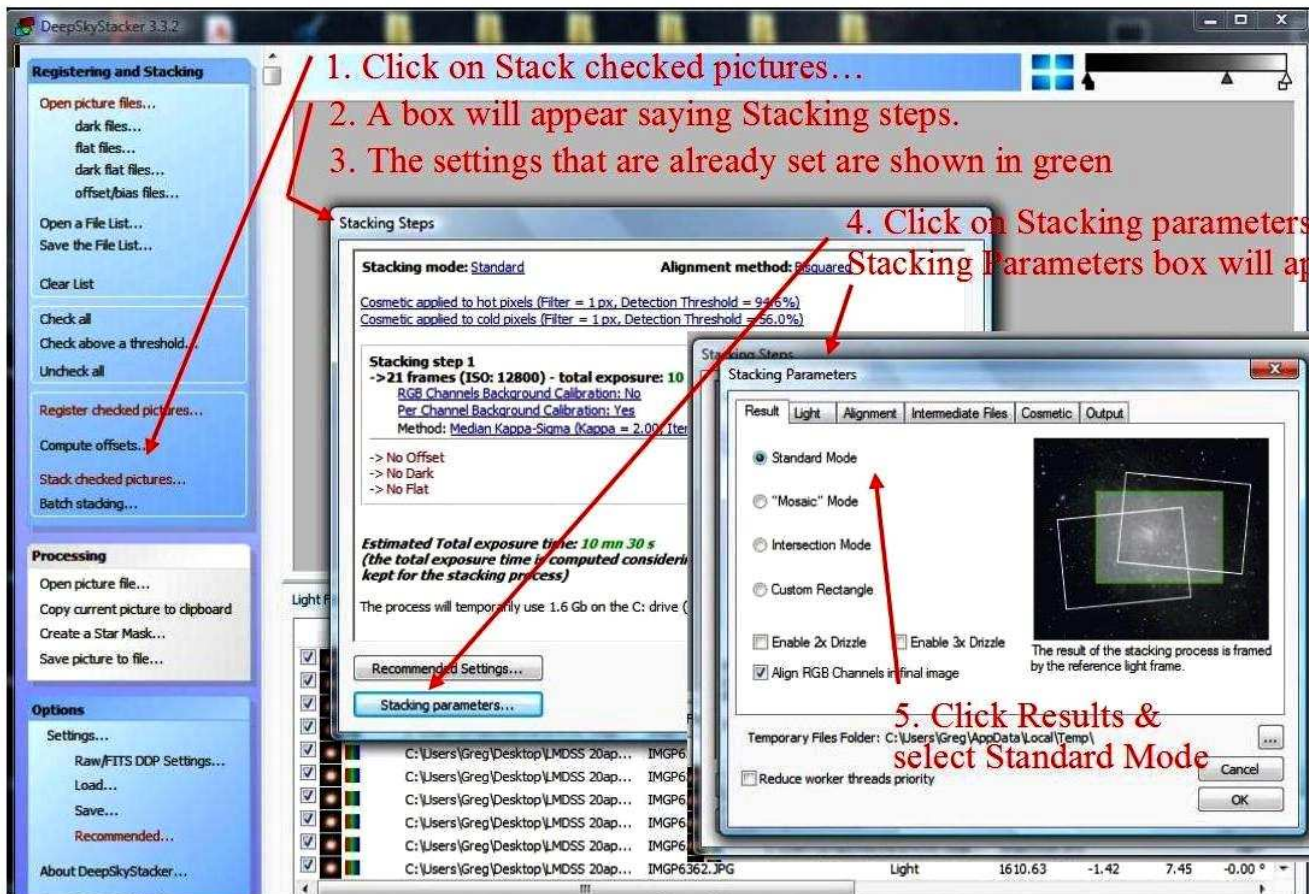 DeepSkyStacker 3.3.2
Registering and Stacking
Open picture files...
dark files...
flat files...
dark flat files...
offset/bias files...
Open a File List...
Save the File List...
Clear List
Check all
Check above a threshold...
Uncheck all
Register checked pictures...
Compute offsets...
Stack checked pictures...
Batch stacking...
Processing
Open picture file...
Copy current picture to clipboard
Create a Star Mask...
Save picture to file...
Options
Settings...
Raw/FITS DDP Settings...
Load...
Save...
Recommended...
About DeepSkyStacker...
1. Click on Stack checked pictures…
2. A box will appear saying Stacking steps.
3. The settings that are already set are shown in green
4. Click on Stacking parameters
Stacking Parameters box will ap
Stacking Steps
Stacking mode: Standard Alignment method: Bisquared
Cosmetic applied to hot pixels (Filter = 1 px, Detection Threshold = 94.6%)
Cosmetic applied to cold pixels (Filter = 1 px, Detection Threshold = 56.0%)
Stacking step 1
->21 frames (ISO: 12800) - total exposure: 10
RGB Channels Background Calibration: No
Per Channel Background Calibration: Yes
Method: Median Kappa-Sigma (Kappa = 2.00, Iter
-> No Offset
-> No Dark
-> No Flat
Estimated Total exposure time: 10 mn 30 s
(the total exposure time is computed considerin
kept for the stacking process)
The process will temporarily use 1.6 Gb on the C: drive (
Recommended Settings...
Stacking parameters...
Light F
Stacking Steps
Stacking Parameters
Result Light Alignment Intermediate Files Cosmetic Output
Standard Mode
"Mosaic" Mode
Intersection Mode
Custom Rectangle
Enable 2x Drizzle Enable 3x Drizzle
Align RGB Channels in final image
The result of the stacking process is framed
by the reference light frame.
5. Click Results &
select Standard Mode
Temporary Files Folder: C:\Users\Greg\AppData\Local\Temp\ ...
Reduce worker threads priority
Cancel
OK
C:\Users\Greg\Desktop\LMDSS 20ap... IMGP6
C:\Users\Greg\Desktop\LMDSS 20ap... IMGP6
C:\Users\Greg\Desktop\LMDSS 20ap... IMGP6
C:\Users\Greg\Desktop\LMDSS 20ap... IMGP6
C:\Users\Greg\Desktop\LMDSS 20ap... IMGP6362.JPG Light 1610.63 -1.42 7.45 -0.00 °